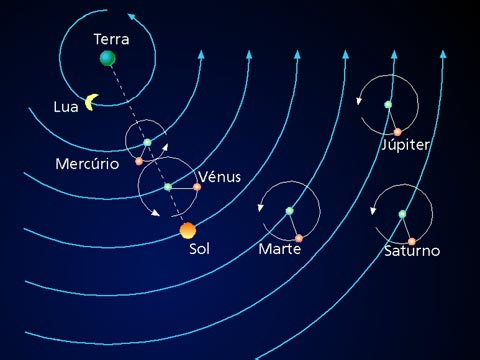 Terra
Lua
Júpiter
Mercúrio
Vénus
Sol
Marte
Saturno